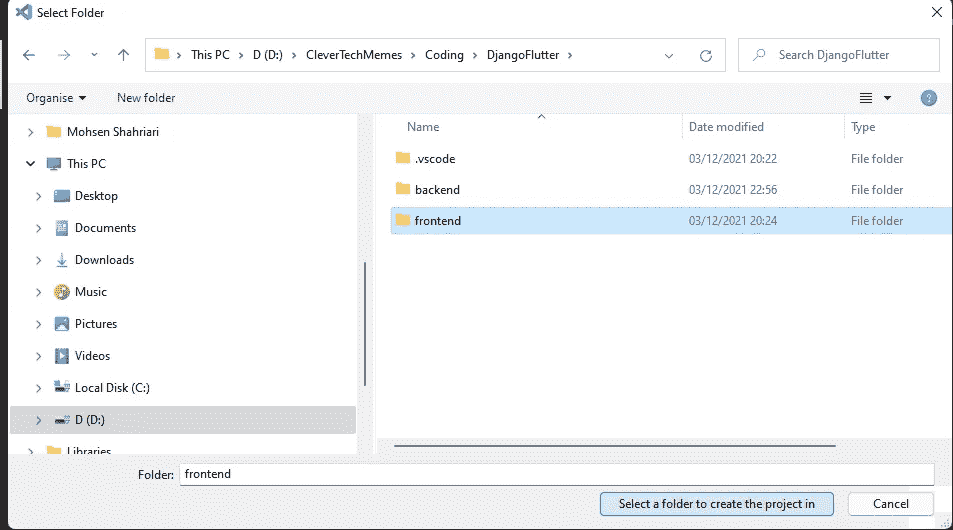 Select Folder
This PC > D (D:) > CleverTechMemes > Coding > DjangoFlutter >
Search DjangoFlutter
Organise
New folder
Mohsen Shahriari
This PC
Desktop
Documents
Downloads
Music
Pictures
Videos
Local Disk (C:)
D (D:)
Libraries
Name Date modified Type
.vscode 03/12/2021 20:22 File folder
backend 03/12/2021 22:56 File folder
frontend 03/12/2021 20:24 File folder
Folder: frontend
Select a folder to create the project in
Cancel